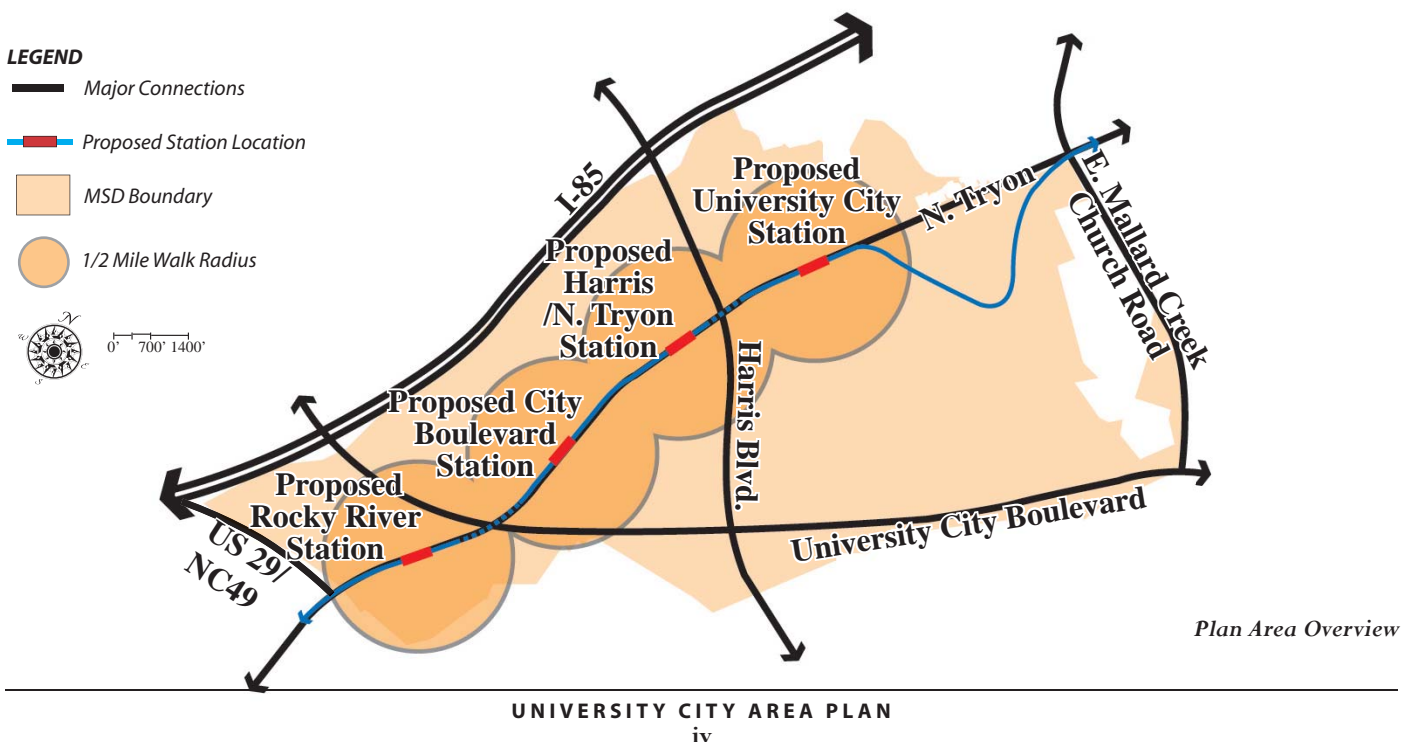 LEGEND
Major Connections
Proposed Station Location
MSD Boundary
1/2 Mile Walk Radius
N
W
E
S
0' 700' 1400'
I-85
Proposed
University City
Station
N. Tryon
E. Mallard Creek
Church Road
Proposed
Harris
/N. Tryon
Station
Harris Blvd.
Proposed City
Boulevard
Station
Proposed
Rocky River
Station
US 29/
NC49
University City Boulevard
Plan Area Overview
UNIVERSITY CITY AREA PLAN
iv